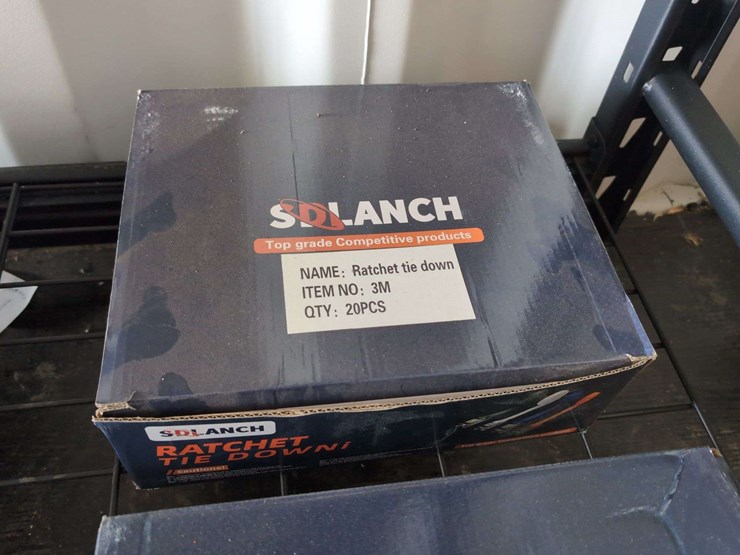 SDLANCH
Top grade Competitive products
NAME: Ratchet tie down
ITEM NO: 3M
QTY: 20PCS
SDLANCH
RATCHET
TIE DOWN!